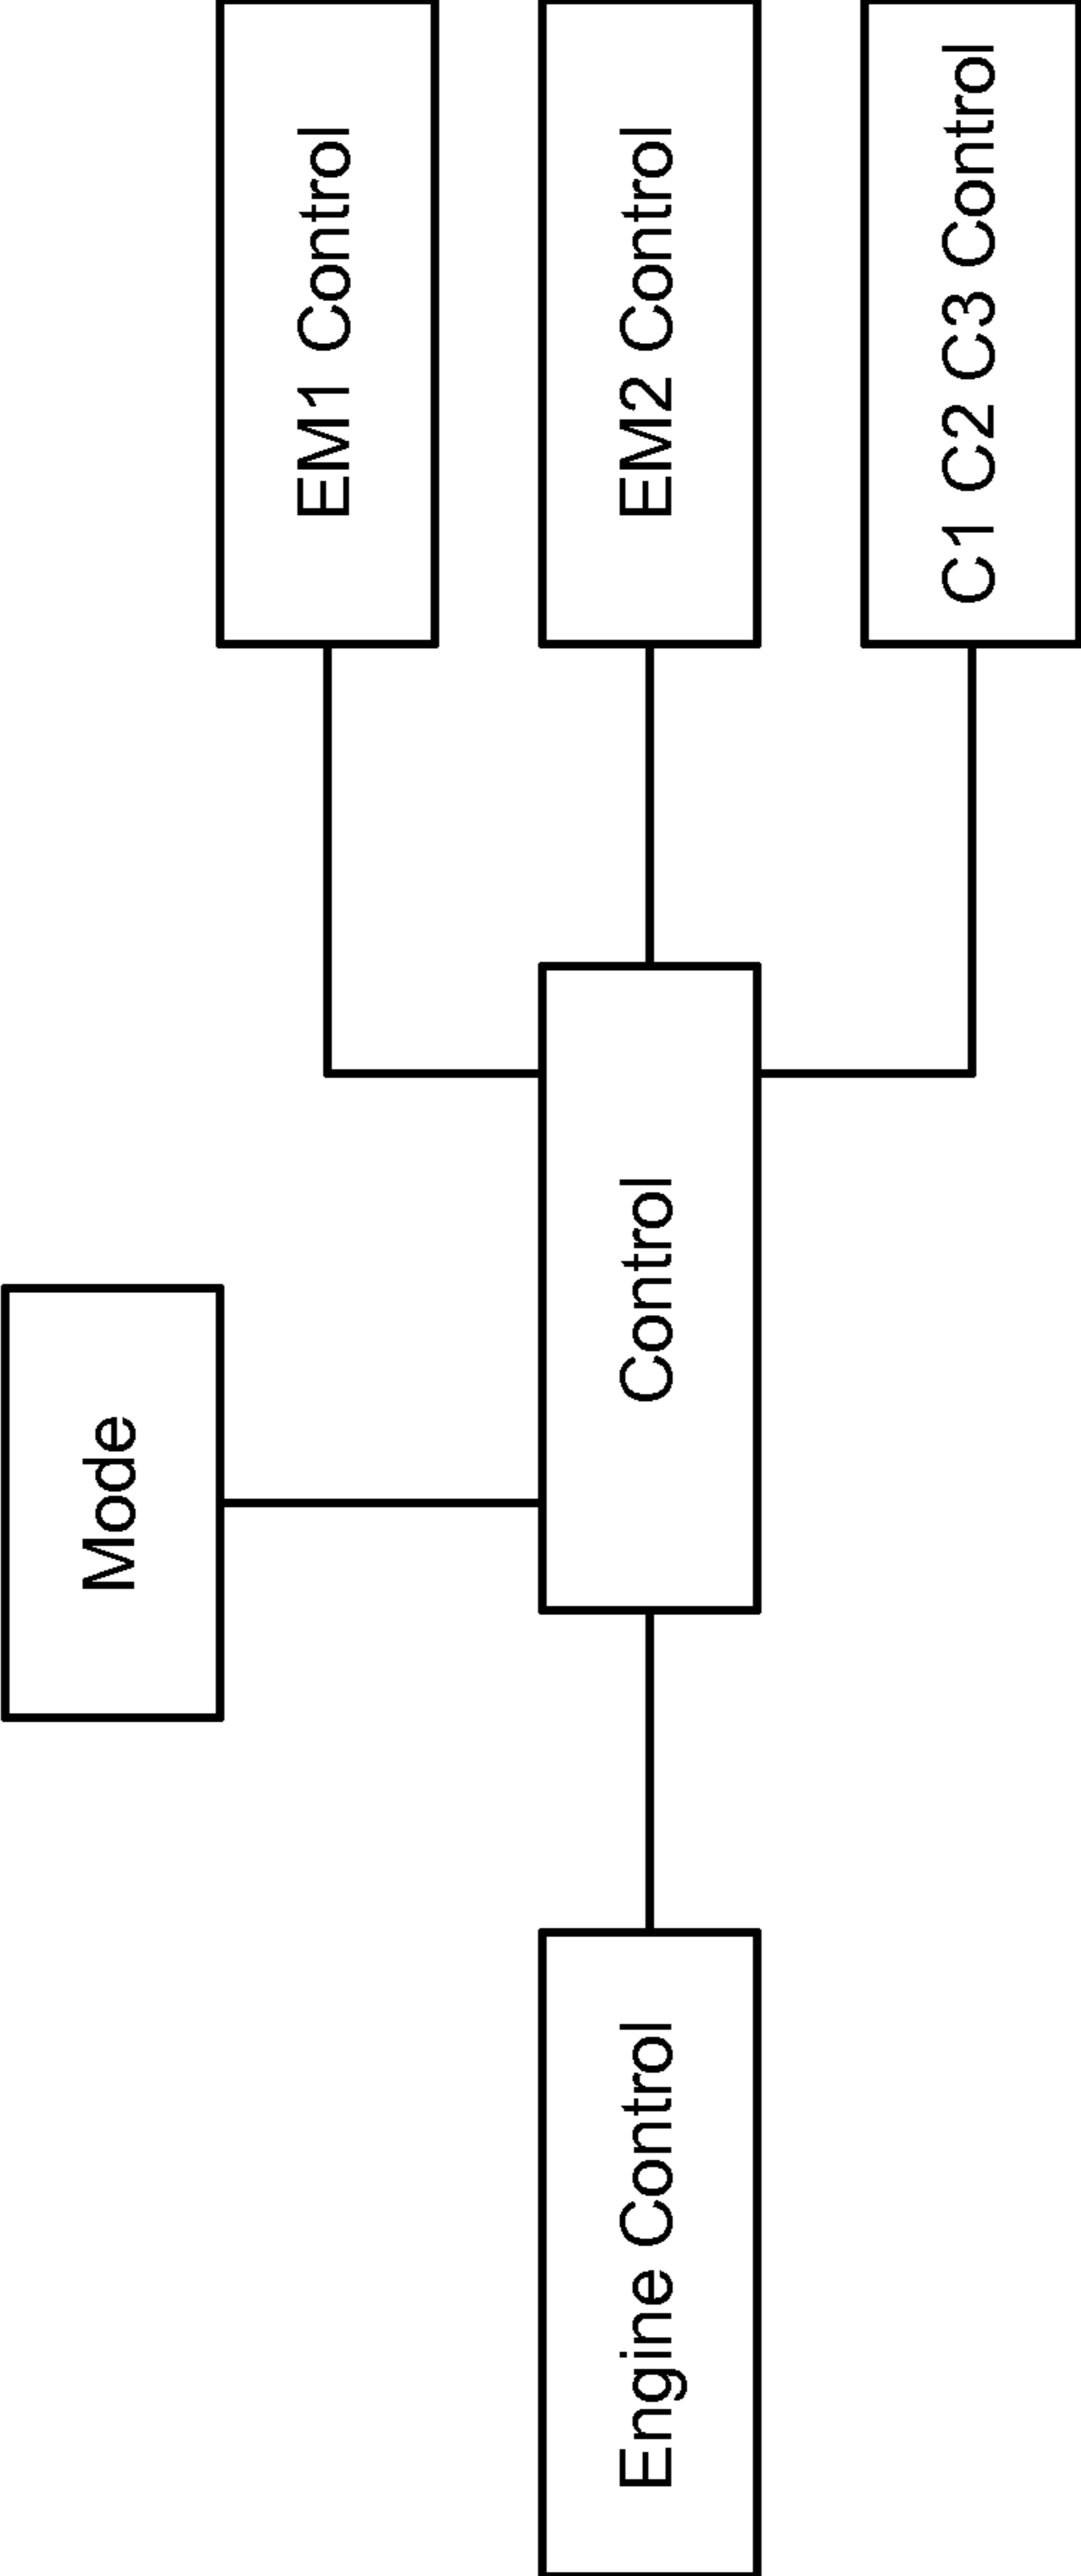 Mode
EM1 Control
Engine Control
Control
EM2 Control
C1 C2 C3 Control